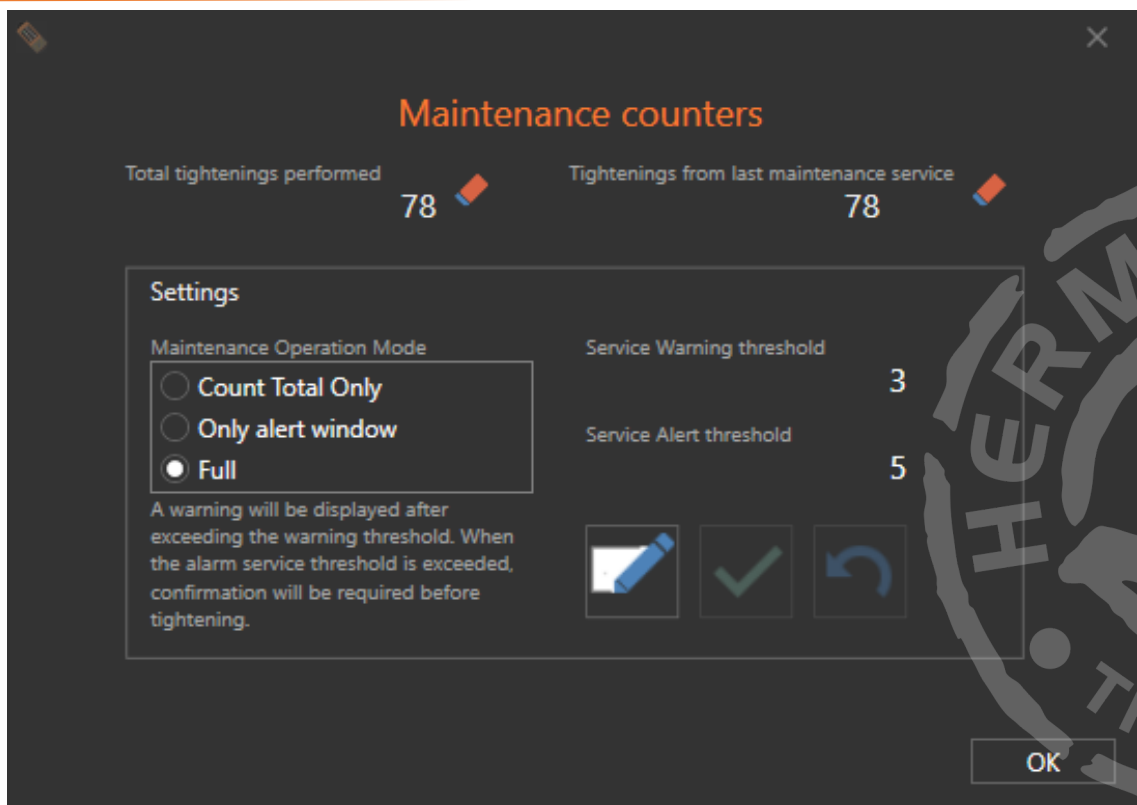 Maintenance counters
Total tightenings performed
78
Tightenings from last maintenance service
78
Settings
Maintenance Operation Mode
Count Total Only
Only alert window
Full
A warning will be displayed after
exceeding the warning threshold. When
the alarm service threshold is exceeded,
confirmation will be required before
tightening.
Service Warning threshold
3
Service Alert threshold
5
OK